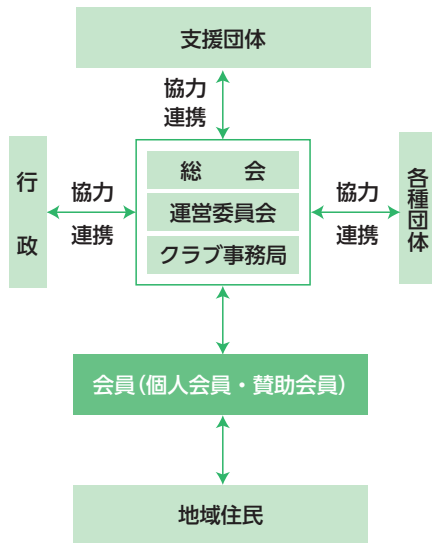 支援団体
協力
連携
行政
協力
連携
総　　会
運営委員会
クラブ事務局
協力
連携
各種団体
会員(個人会員・賛助会員)
地域住民